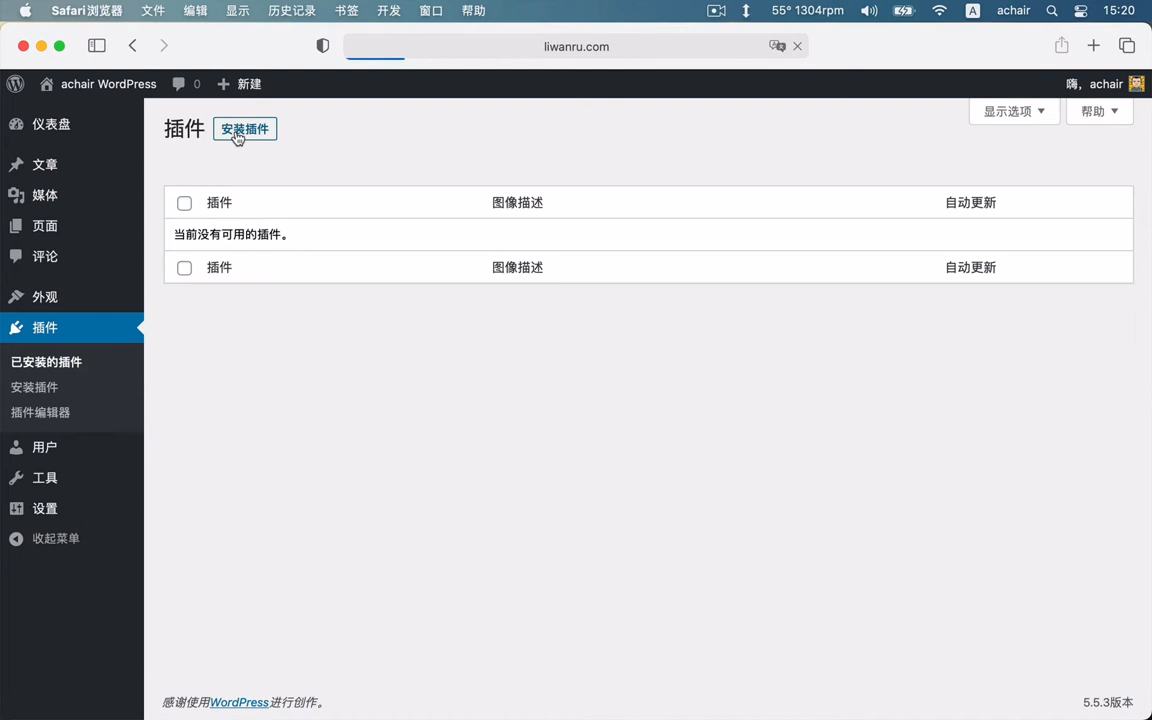 Safari浏览器 文件 编辑 显示 历史记录 书签 开发 窗口 帮助 55° 1304rpm A achair 15:20
liwanru.com
achair WordPress 0 新建 嗨，achair
仪表盘
文章
媒体
页面
评论
外观
插件
已安装的插件
安装插件
插件编辑器
用户
工具
设置
收起菜单
显示选项 帮助
插件 安装插件
插件 图像描述 自动更新
当前没有可用的插件。
插件 图像描述 自动更新
感谢使用WordPress进行创作。 5.5.3版本